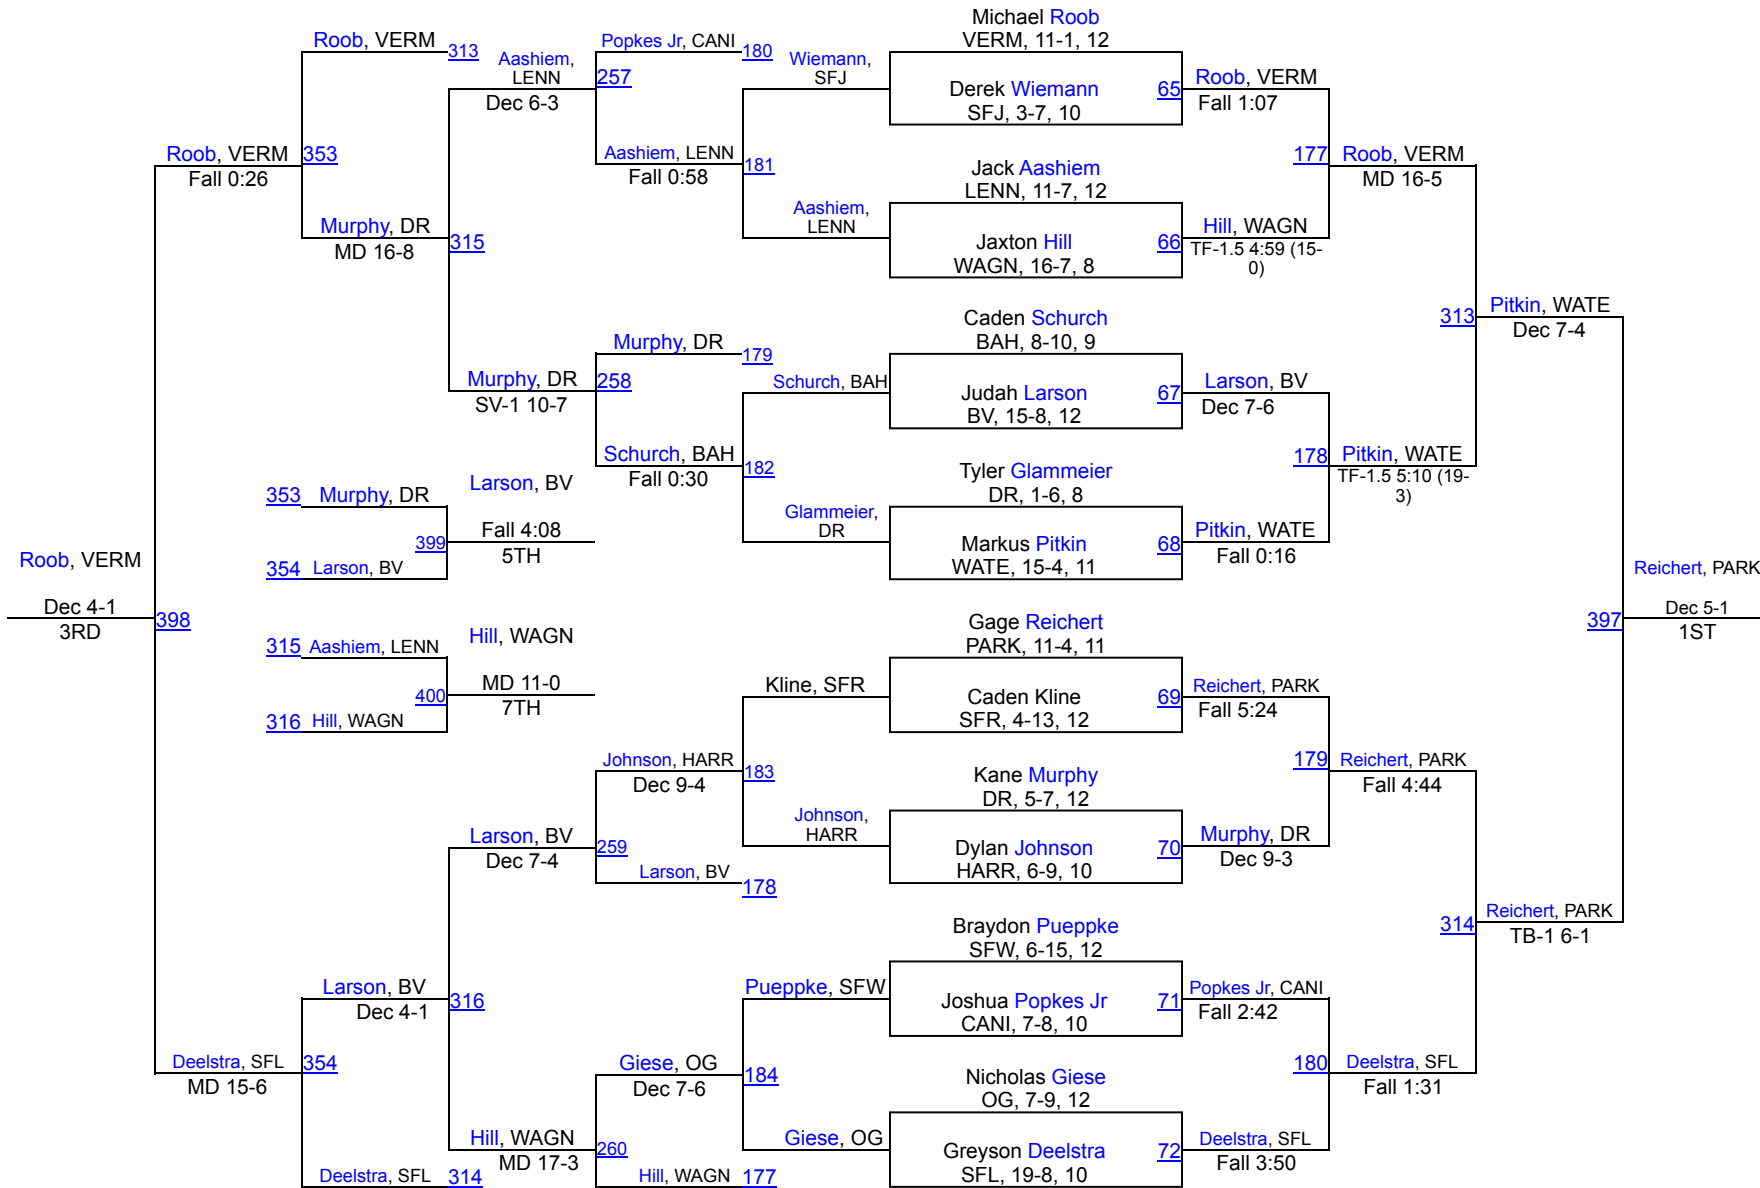 Michael Roob
VERM, 11-1, 12
Roob, VERM
313
Aashiem,
LENN
Dec 6-3
Popkes Jr, CANI
180
257
Wiemann,
SFJ
Derek Wiemann
SFJ, 3-7, 10
65
Roob, VERM
Fall 1:07
Roob, VERM
Fall 0:26
353
Aashiem, LENN
Fall 0:58
181
Jack Aashiem
LENN, 11-7, 12
177
Roob, VERM
MD 16-5
Murphy, DR
MD 16-8
315
Aashiem,
LENN
Jaxton Hill
WAGN, 16-7, 8
66
Hill, WAGN
TF-1.5 4:59 (15-
0)
Caden Schurch
BAH, 8-10, 9
313
Pitkin, WATE
Dec 7-4
Murphy, DR
179
Murphy, DR
SV-1 10-7
258
Schurch, BAH
Judah Larson
BV, 15-8, 12
67
Larson, BV
Dec 7-6
Schurch, BAH
Fall 0:30
182
Tyler Glammeier
DR, 1-6, 8
178
Pitkin, WATE
TF-1.5 5:10 (19-
3)
353
Murphy, DR
Larson, BV
399
Fall 4:08
5TH
354
Larson, BV
Glammeier,
DR
Markus Pitkin
WATE, 15-4, 11
68
Pitkin, WATE
Fall 0:16
Roob, VERM
Dec 4-1
3RD
398
Reichert, PARK
397
Dec 5-1
1ST
315
Aashiem, LENN
Hill, WAGN
400
MD 11-0
7TH
316
Hill, WAGN
Gage Reichert
PARK, 11-4, 11
Kline, SFR
Caden Kline
SFR, 4-13, 12
69
Reichert, PARK
Fall 5:24
Johnson, HARR
Dec 9-4
183
Kane Murphy
DR, 5-7, 12
179
Reichert, PARK
Fall 4:44
Larson, BV
Dec 7-4
259
Johnson,
HARR
Dylan Johnson
HARR, 6-9, 10
70
Murphy, DR
Dec 9-3
Larson, BV
178
Braydon Pueppke
SFW, 6-15, 12
314
Reichert, PARK
TB-1 6-1
Larson, BV
Dec 4-1
316
Pueppke, SFW
Joshua Popkes Jr
CANI, 7-8, 10
71
Popkes Jr, CANI
Fall 2:42
Deelstra, SFL
MD 15-6
354
Giese, OG
Dec 7-6
184
Nicholas Giese
OG, 7-9, 12
180
Deelstra, SFL
Fall 1:31
Hill, WAGN
MD 17-3
260
Giese, OG
Greyson Deelstra
SFL, 19-8, 10
72
Deelstra, SFL
Fall 3:50
Deelstra, SFL
314
Hill, WAGN
177